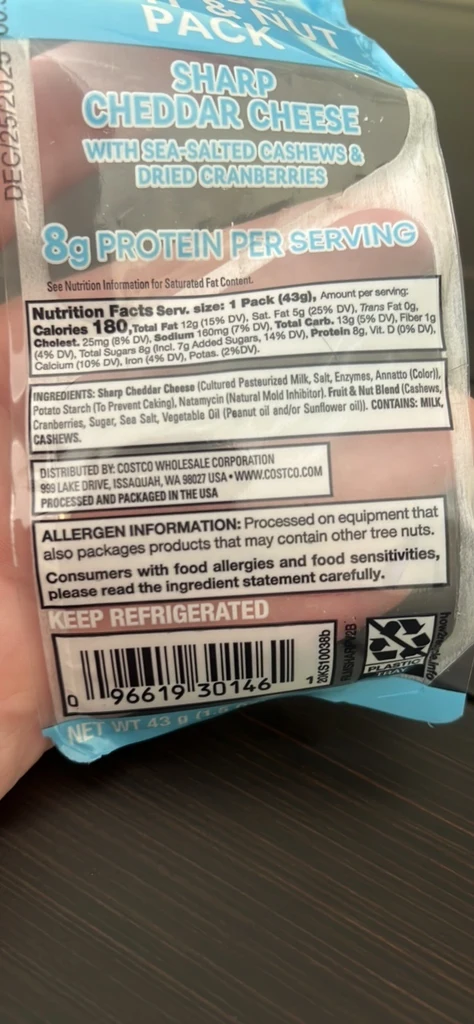 & NUT
PACK
DEC/25/2025
SHARP
CHEDDAR CHEESE
WITH SEA-SALTED CASHEWS &
DRIED CRANBERRIES
8g PROTEIN PER SERVING
See Nutrition Information for Saturated Fat Content.
Nutrition Facts Serv. size: 1 Pack (43g), Amount per serving:
Calories 180, Total Fat 12g (15% DV), Sat. Fat 5g (25% DV), Trans Fat 0g,
Cholest. 25mg (8% DV), Sodium 160mg (7% DV), Total Carb. 13g (5% DV), Fiber 1g
(4% DV), Total Sugars 8g (Incl. 7g Added Sugars, 14% DV), Protein 8g, Vit. D (0% DV),
Calcium (10% DV), Iron (4% DV), Potas. (2%DV).
INGREDIENTS: Sharp Cheddar Cheese (Cultured Pasteurized Milk, Salt, Enzymes, Annatto (Color)),
Potato Starch (To Prevent Caking), Natamycin (Natural Mold Inhibitor). Fruit & Nut Blend (Cashews,
Cranberries, Sugar, Sea Salt, Vegetable Oil (Peanut oil and/or Sunflower oil)). CONTAINS: MILK,
CASHEWS.
DISTRIBUTED BY: COSTCO WHOLESALE CORPORATION
999 LAKE DRIVE, ISSAQUAH, WA 98027 USA • WWW.COSTCO.COM
PROCESSED AND PACKAGED IN THE USA
ALLERGEN INFORMATION: Processed on equipment that
also packages products that may contain other tree nuts.
Consumers with food allergies and food sensitivities,
please read the ingredient statement carefully.
KEEP REFRIGERATED
0 96619 30146 1
20KS10038b
PLASTIC
TRAY
how2recycle.info
NET WT 43 g